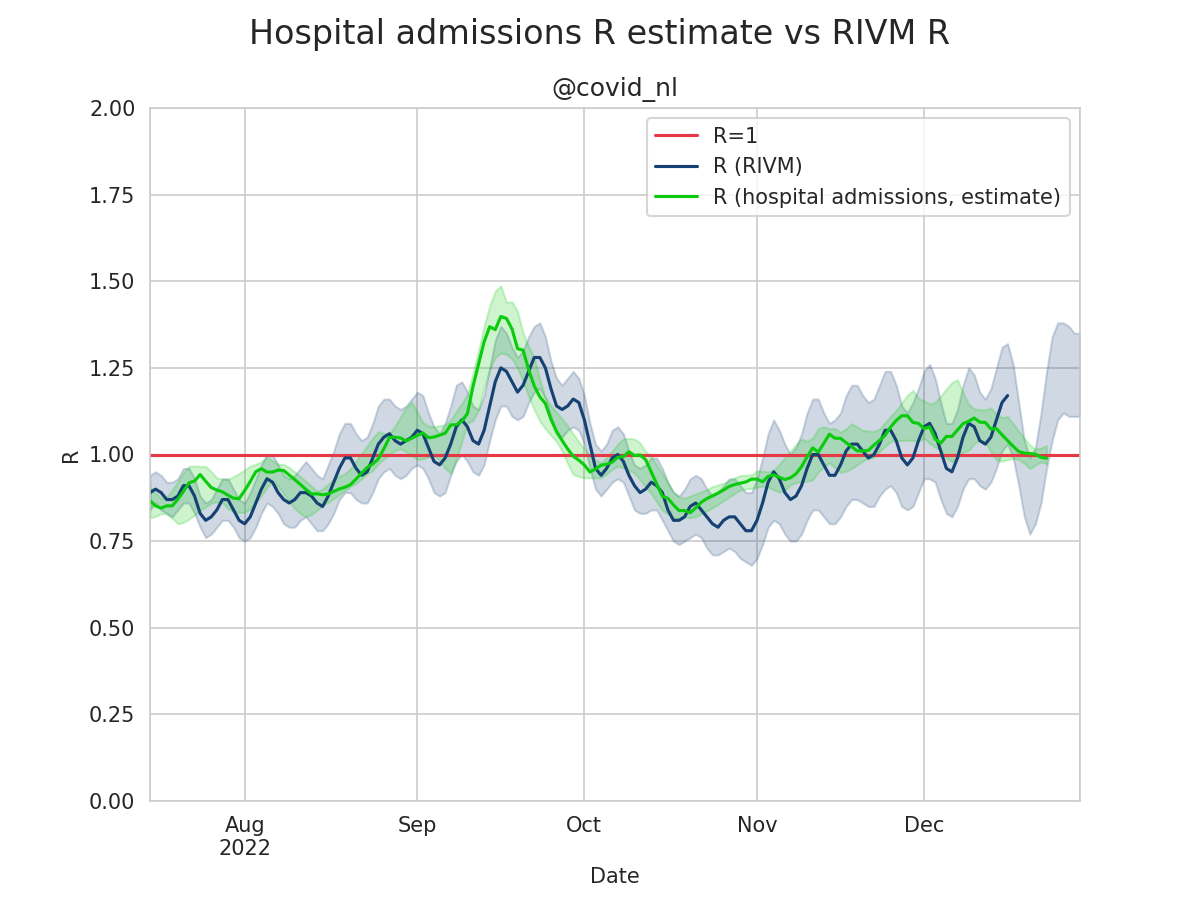 Hospital admissions R estimate vs RIVM R
@covid_nl
R=1
R (RIVM)
R (hospital admissions, estimate)
2.00
1.75
1.50
1.25
1.00
0.75
0.50
0.25
0.00
R
Aug
2022
Sep
Oct
Nov
Dec
Date